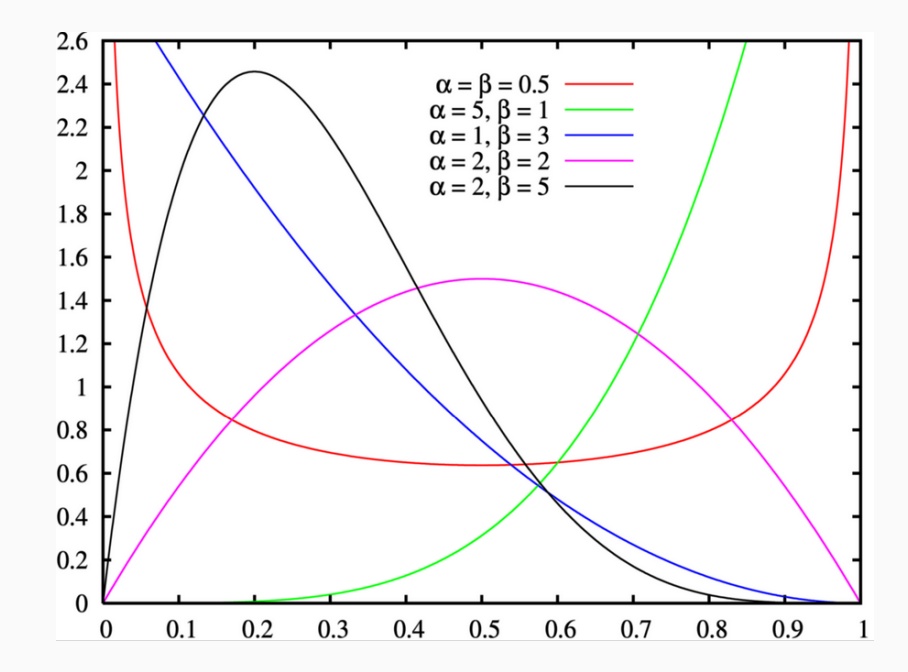 2.6
2.4
2.2
2
1.8
1.6
1.4
1.2
1
0.8
0.6
0.4
0.2
0
α = β = 0.5
α = 5, β = 1
α = 1, β = 3
α = 2, β = 2
α = 2, β = 5
0 0.1 0.2 0.3 0.4 0.5 0.6 0.7 0.8 0.9 1